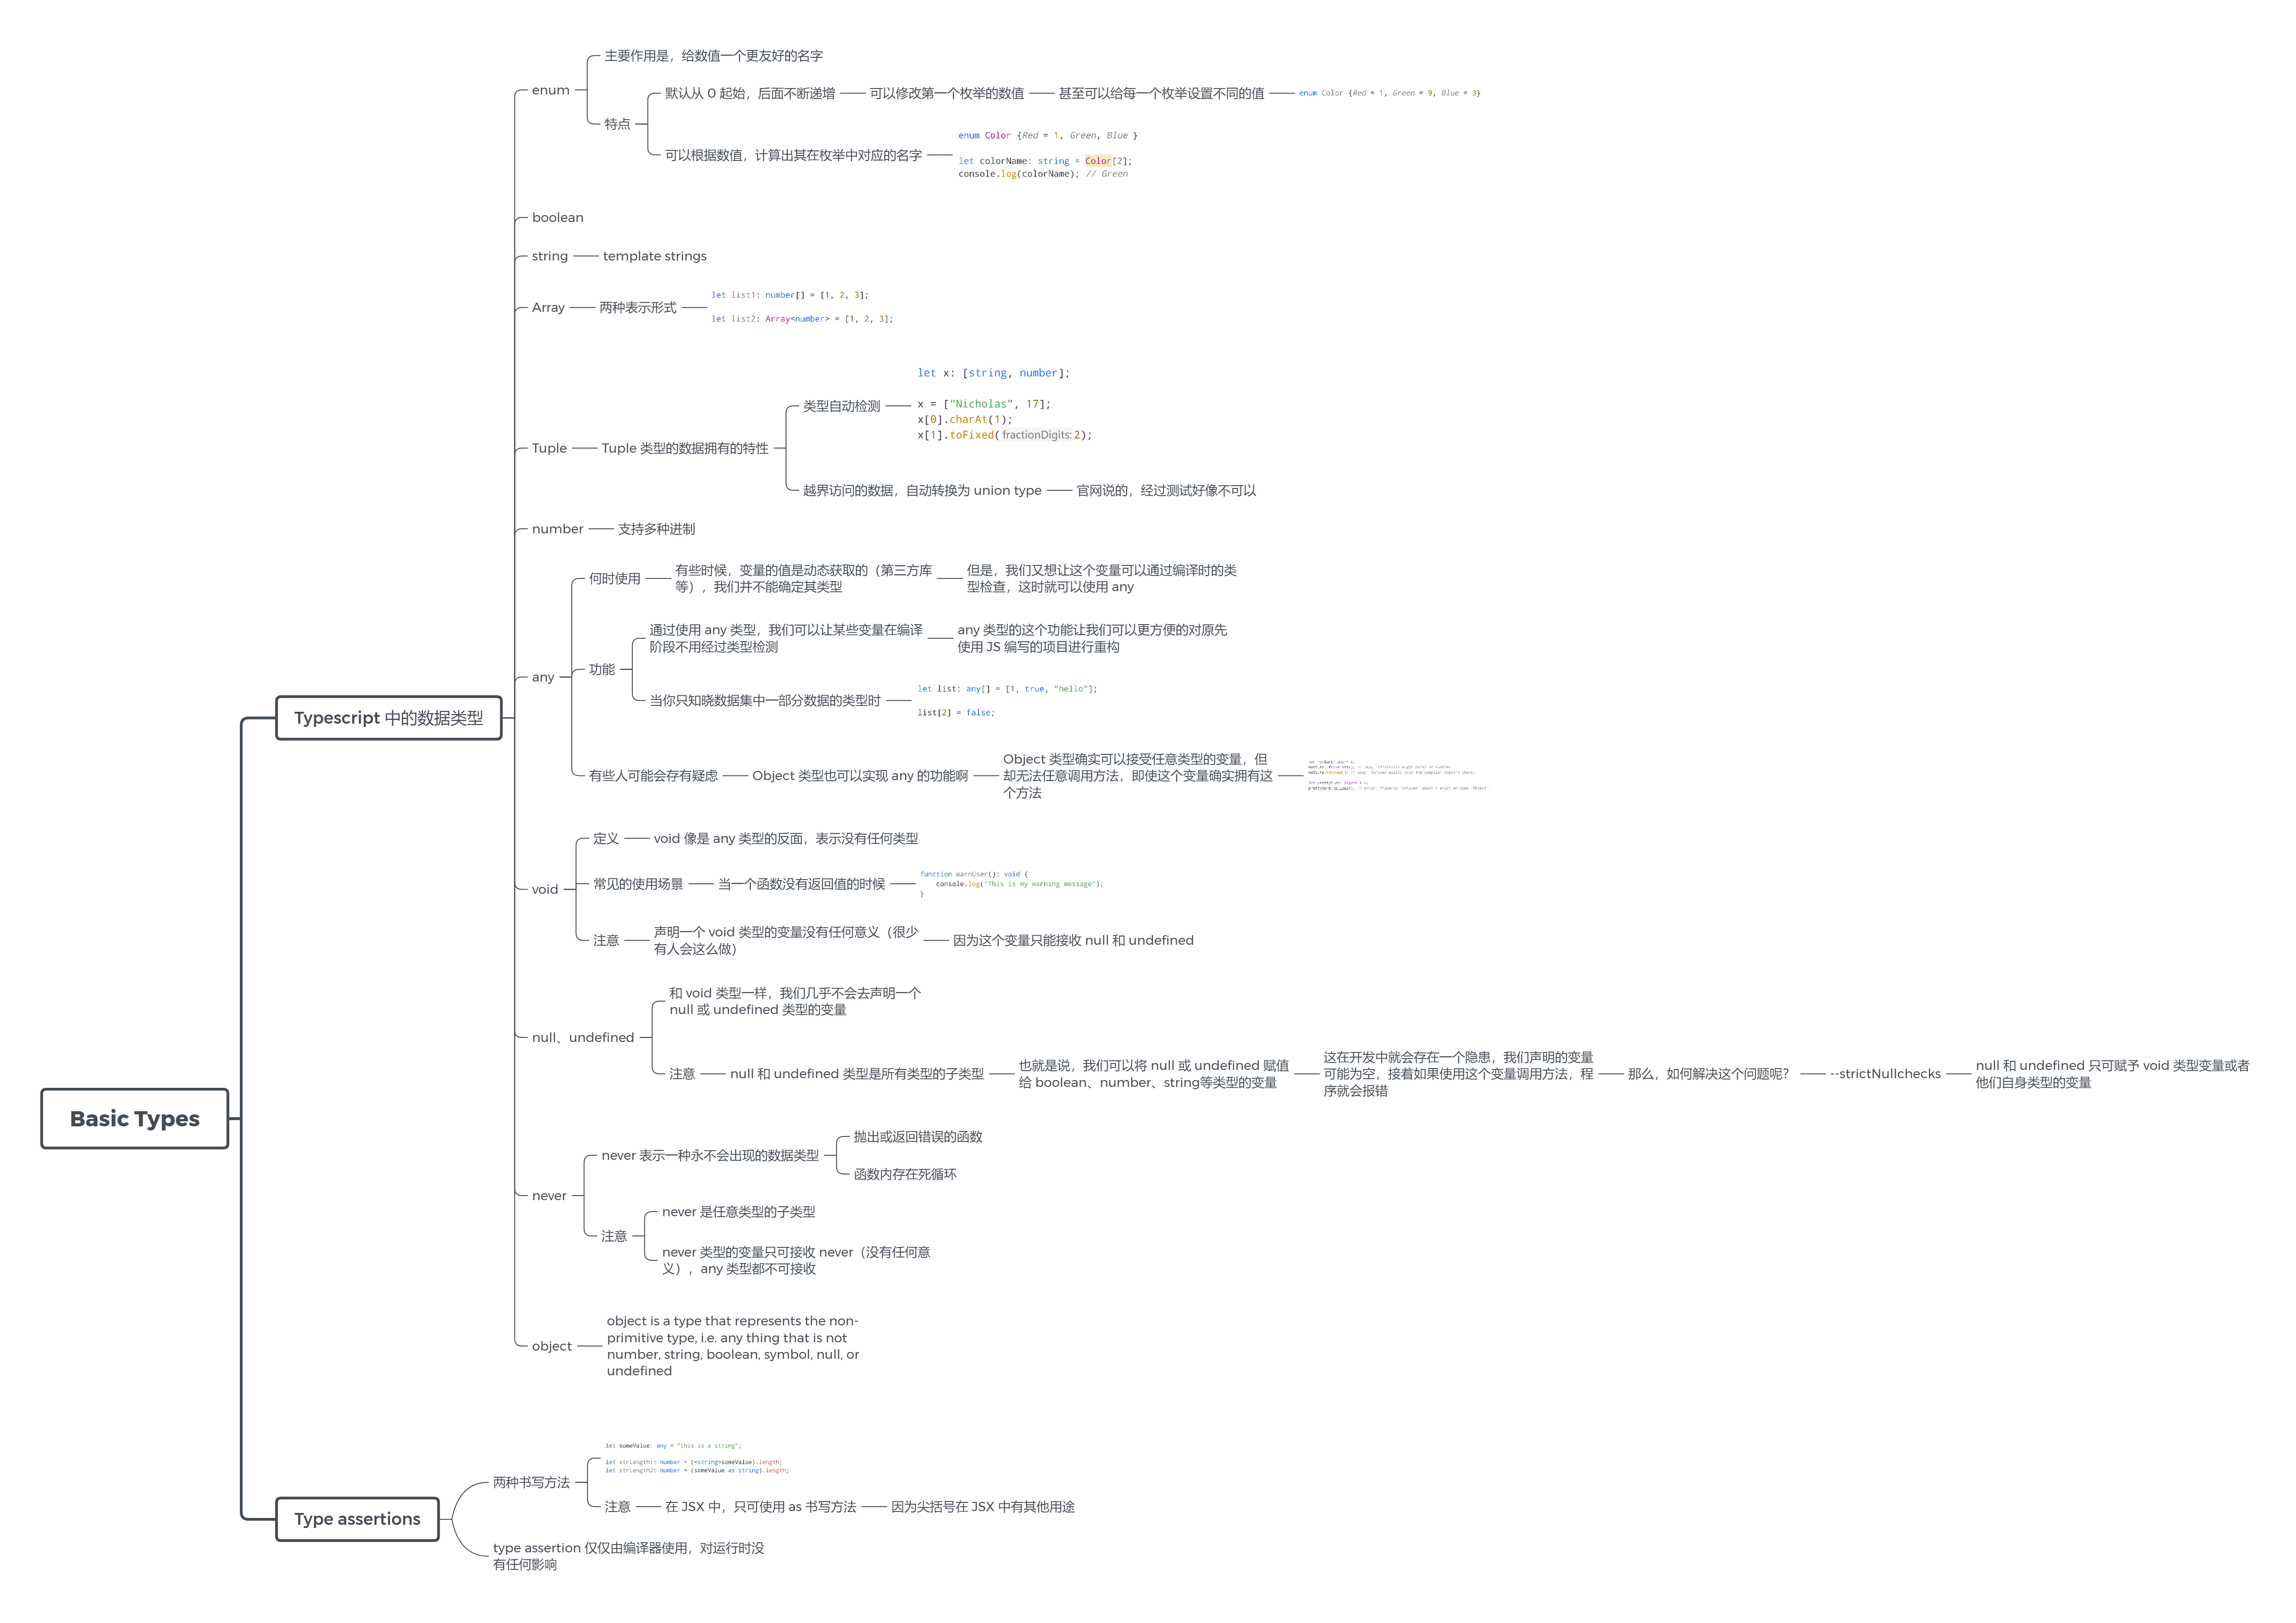 主要作用是，给数值一个更友好的名字
enum
默认从 0 起始，后面不断递增
可以修改第一个枚举的数值
甚至可以给每一个枚举设置不同的值
enum Color {Red = 1, Green = 9, Blue = 3}
特点
可以根据数值，计算出其在枚举中对应的名字
enum Color {Red = 1, Green, Blue }
let colorName: string = Color[2];
console.log(colorName); // Green
boolean
string
template strings
Array
两种表示形式
let list1: number[] = [1, 2, 3];
let list2: Array<number> = [1, 2, 3];
Tuple
Tuple 类型的数据拥有的特性
类型自动检测
let x: [string, number];
x = ["Nicholas", 17];
x[0].charAt(1);
x[1].toFixed( fractionDigits: 2);
越界访问的数据，自动转换为 union type
官网说的，经过测试好像不可以
number
支持多种进制
any
何时使用
有些时候，变量的值是动态获取的（第三方库
等），我们并不能确定其类型
但是，我们又想让这个变量可以通过编译时的类
型检查，这时就可以使用 any
功能
通过使用 any 类型，我们可以让某些变量在编译
阶段不用经过类型检测
any 类型的这个功能让我们可以更方便的对原先
使用 JS 编写的项目进行重构
当你只知晓数据集中一部分数据的类型时
let list: any[] = [1, true, "hello"];
list[2] = false;
有些人可能会存有疑虑
Object 类型也可以实现 any 的功能啊
Object 类型确实可以接受任意类型的变量，但
却无法任意调用方法，即使这个变量确实拥有这
个方法
Typescript 中的数据类型
void
定义
void 像是 any 类型的反面，表示没有任何类型
常见的使用场景
当一个函数没有返回值的时候
function warnUser(): void {
console.log("This is my warning message");
}
注意
声明一个 void 类型的变量没有任何意义（很少
有人会这么做）
因为这个变量只能接收 null 和 undefined
null、undefined
和 void 类型一样，我们几乎不会去声明一个
null 或 undefined 类型的变量
注意
null 和 undefined 类型是所有类型的子类型
也就是说，我们可以将 null 或 undefined 赋值
给 boolean、number、string等类型的变量
这在开发中就会存在一个隐患，我们声明的变量
可能为空，接着如果使用这个变量调用方法，程
序就会报错
那么，如何解决这个问题呢？
--strictNullchecks
null 和 undefined 只可赋予 void 类型变量或者
他们自身类型的变量
Basic Types
never
never 表示一种永不会出现的数据类型
抛出或返回错误的函数
函数内存在死循环
注意
never 是任意类型的子类型
never 类型的变量只可接收 never（没有任何意
义），any 类型都不可接收
object
object is a type that represents the non-
primitive type, i.e. any thing that is not
number, string, boolean, symbol, null, or
undefined
Type assertions
两种书写方法
let someValue: any = "this is a string";
let strLength1: number = (<string>someValue).length;
let strLength2: number = (someValue as string).length;
注意
在 JSX 中，只可使用 as 书写方法
因为尖括号在 JSX 中有其他用途
type assertion 仅仅由编译器使用，对运行时没
有任何影响